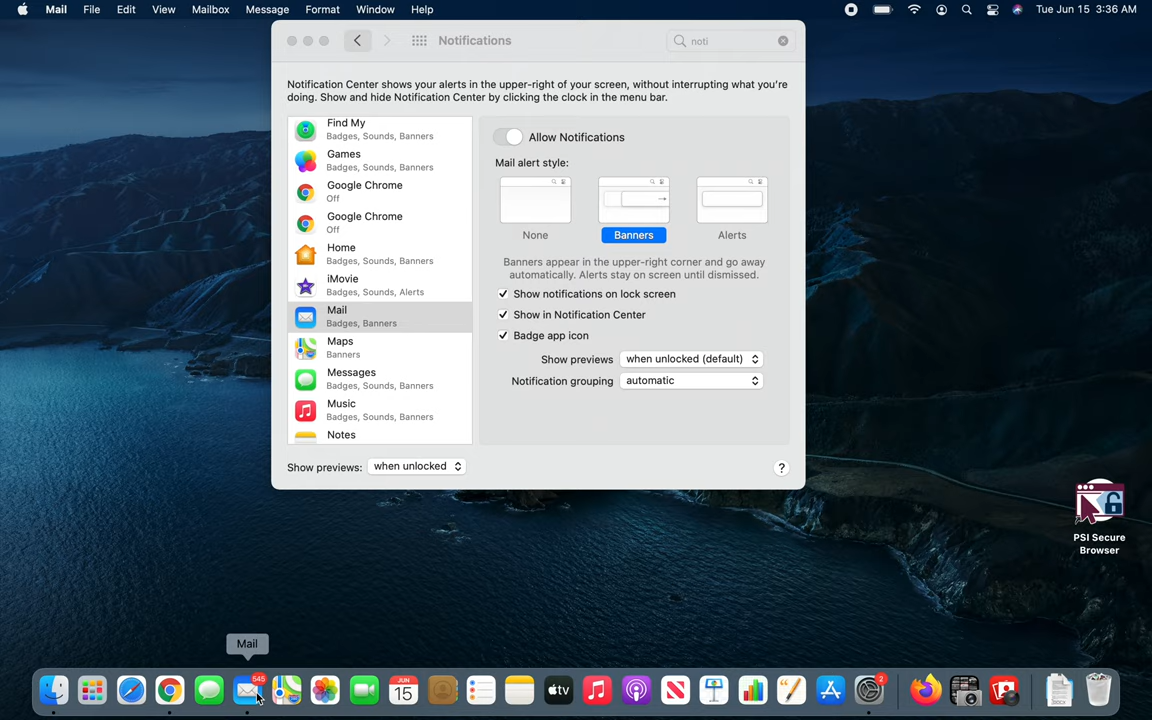 Mail File Edit View Mailbox Message Format Window Help Tue Jun 15 3:36 AM
Notifications noti
Notification Center shows your alerts in the upper-right of your screen, without interrupting what you're
doing. Show and hide Notification Center by clicking the clock in the menu bar.
Find My
Badges, Sounds, Banners
Games
Badges, Sounds, Banners
Google Chrome
Off
Google Chrome
Off
Home
Badges, Sounds, Banners
iMovie
Badges, Sounds, Alerts
Mail
Badges, Banners
Maps
Banners
Messages
Badges, Sounds, Banners
Music
Badges, Sounds, Banners
Notes
Allow Notifications
Mail alert style:
None Banners Alerts
Banners appear in the upper-right corner and go away
automatically. Alerts stay on screen until dismissed.
Show notifications on lock screen
Show in Notification Center
Badge app icon
Show previews when unlocked (default)
Notification grouping automatic
Show previews: when unlocked ?
PSI Secure
Browser
Mail
545
JUN
15
tv
2